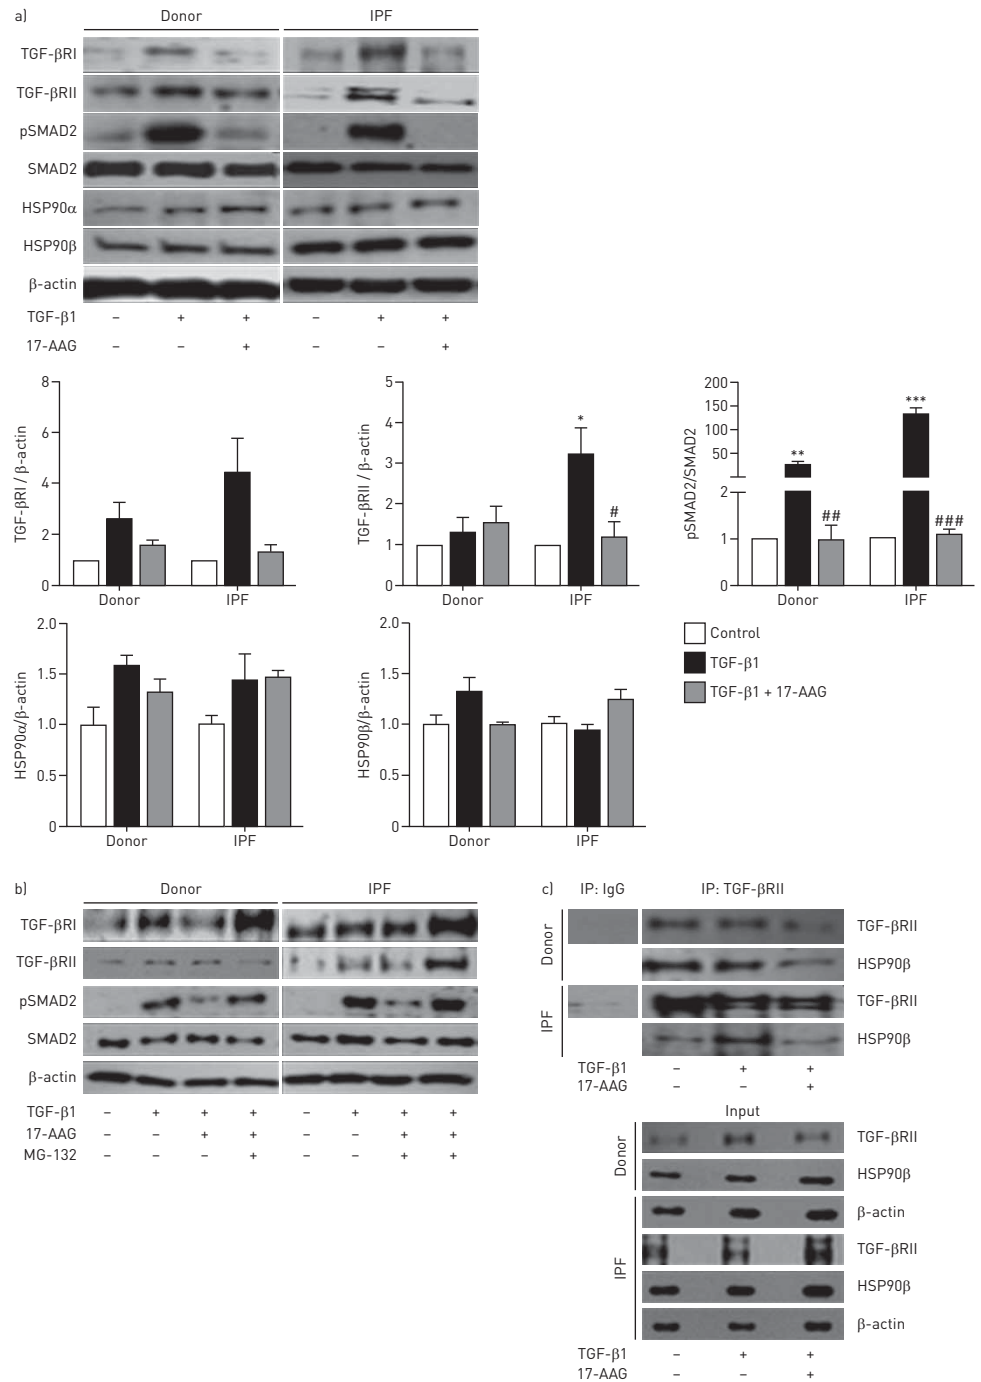 a)
Donor IPF
TGF-βRI
TGF-βRII
pSMAD2
SMAD2
HSP90α
HSP90β
β-actin
TGF-β1 – + + – + +
17-AAG – – + – – +
TGF-βRI / β-actin
8
6
4
2
0
Donor IPF
TGF-βRII / β-actin
5
4
3
2
1
0
*
#
Donor IPF
pSMAD2/SMAD2
200
150
100
50
2
1
0
**
##
***
###
Donor IPF
HSP90α/β-actin
2.0
1.5
1.0
0.5
0
Donor IPF
HSP90β/β-actin
2.0
1.5
1.0
0.5
0
Donor IPF
Control
TGF-β1
TGF-β1 + 17-AAG
b)
Donor IPF
TGF-βRI
TGF-βRII
pSMAD2
SMAD2
β-actin
TGF-β1 – + + + – + + +
17-AAG – – + + – – + +
MG-132 – – – + – – + +
c) IP: IgG IP: TGF-βRII
Donor
TGF-βRII
HSP90β
IPF
TGF-βRII
HSP90β
TGF-β1 – + +
17-AAG – – +
Input
Donor
TGF-βRII
HSP90β
IPF
β-actin
TGF-βRII
HSP90β
β-actin
TGF-β1 – + +
17-AAG – – +